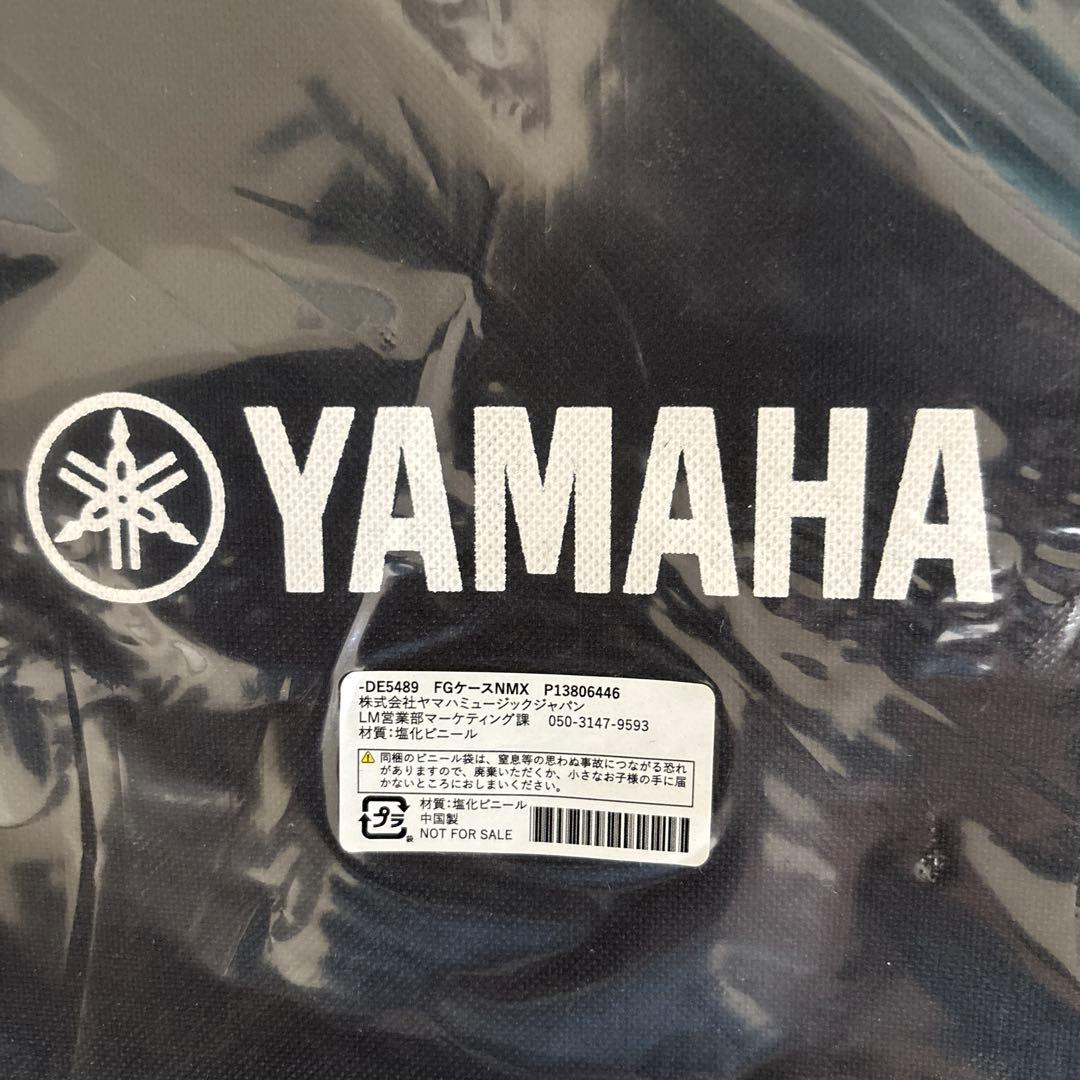 YAMAHA
-DE5489 FGケースNMX P13806446
株式会社ヤマハミュージックジャパン
LM営業部マーケティング課 050-3147-9593
材質:塩化ビニール
同梱のビニール袋は、窒息等の思わぬ事故につながる恐れ
がありますので、廃棄いただくか、小さなお子様の手に届
かないところにおしまいください。
プラ
袋
材質:塩化ビニール
中国製
NOT FOR SALE